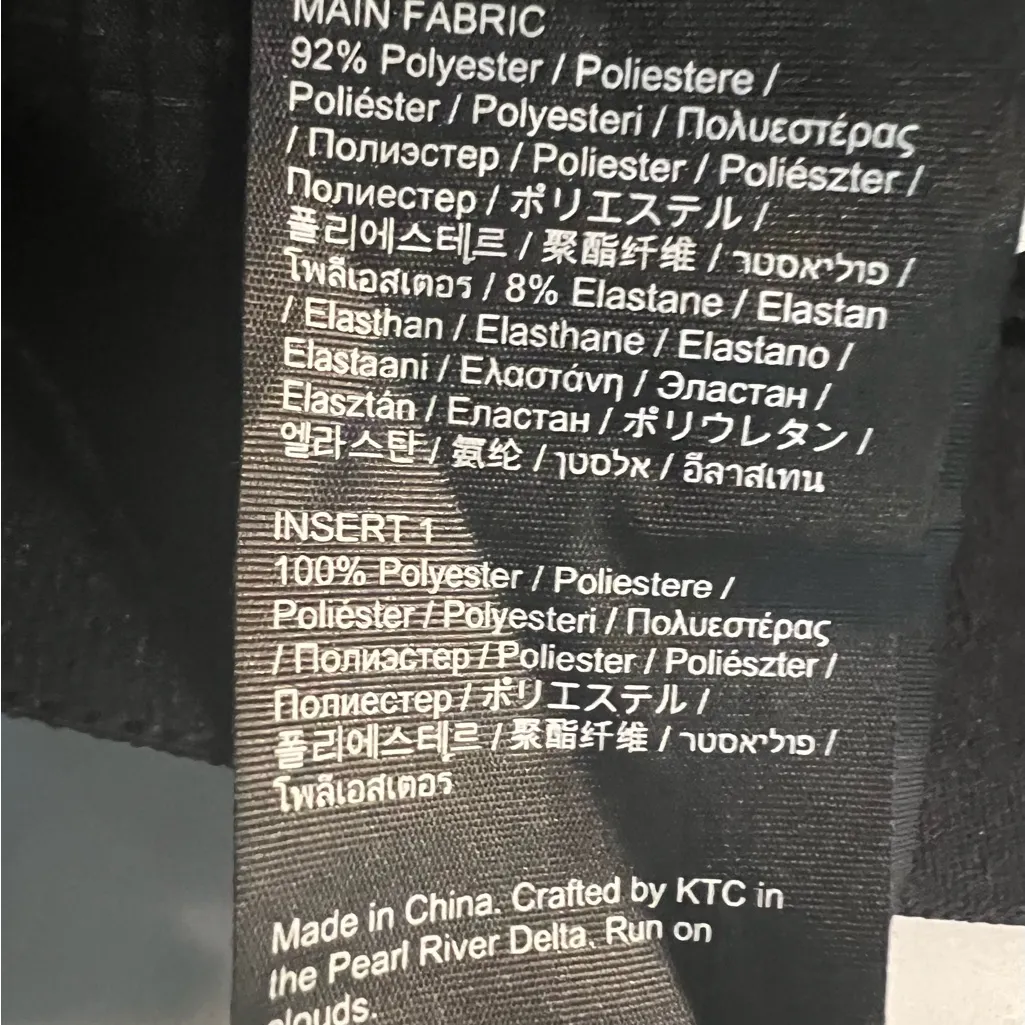 MAIN FABRIC
92% Polyester / Poliestere /
Poliéster / Polyesteri / Πολυεστέρας
/ Полиэстер / Poliester / Poliészter /
Полиестер / ポリエステル /
폴리에스테르 / 聚酯纤维 / פוליאסטר /
โพลีเอสเตอร / 8% Elastane / Elastan
/ Elasthan / Elasthane / Elastano /
Elastaani / Ελαστάνη / Эластан /
Elasztán / Еластан / ポリウレタン /
엘라스탄 / 氨纶 / אלסטן / อีลาสเทน
INSERT 1
100% Polyester / Poliestere /
Poliéster / Polyesteri / Πολυεστέρας
/ Полиэстер / Poliester / Poliészter /
Полиестер / ポリエステル /
폴리에스테르 / 聚酯纤维 / פוליאסטר /
โพลีเอสเตอร
Made in China. Crafted by KTC in
the Pearl River Delta. Run on
clouds.